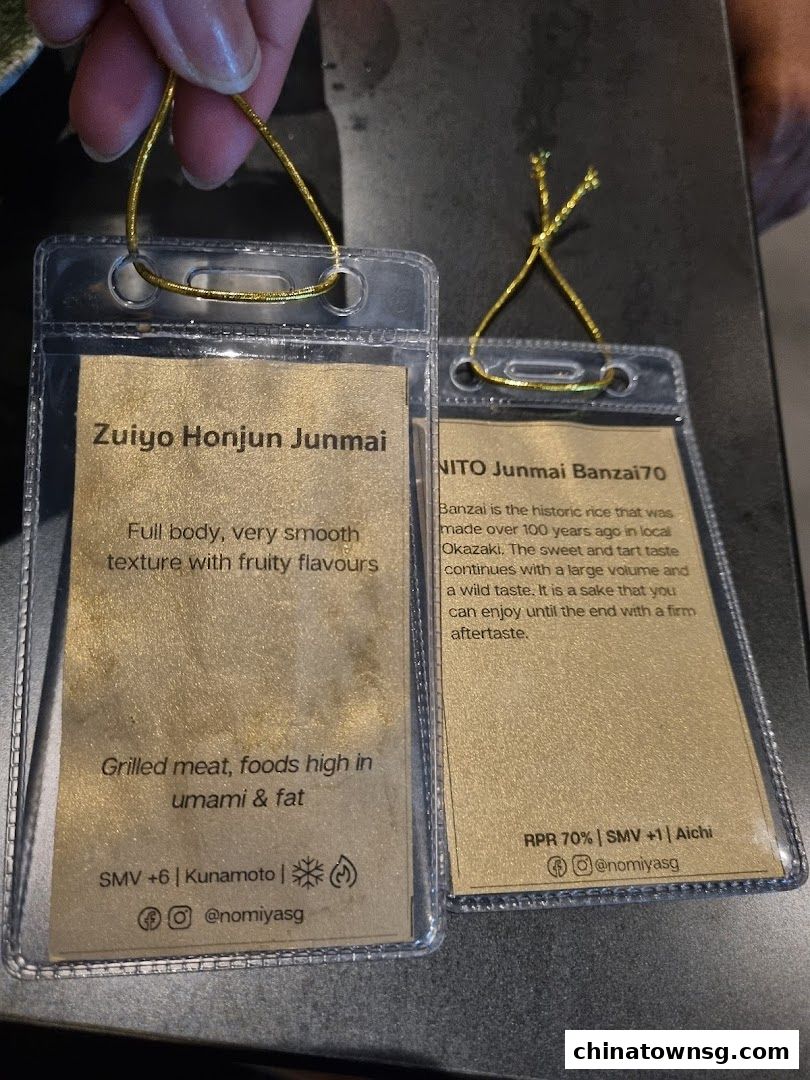 Zuiyo Honjun Junmai
Full body, very smooth
texture with fruity flavours
Grilled meat, foods high in
umami & fat
SMV +6 | Kunamoto |
@nomiyasg
NITO Junmai Banzai70
Banzai is the historic rice that was
made over 100 years ago in local
Okazaki. The sweet and tart taste
continues with a large volume and
a wild taste. It is a sake that you
can enjoy until the end with a firm
aftertaste.
RPR 70% | SMV +1 | Aichi
@nomiyasg
chinatownsg.com